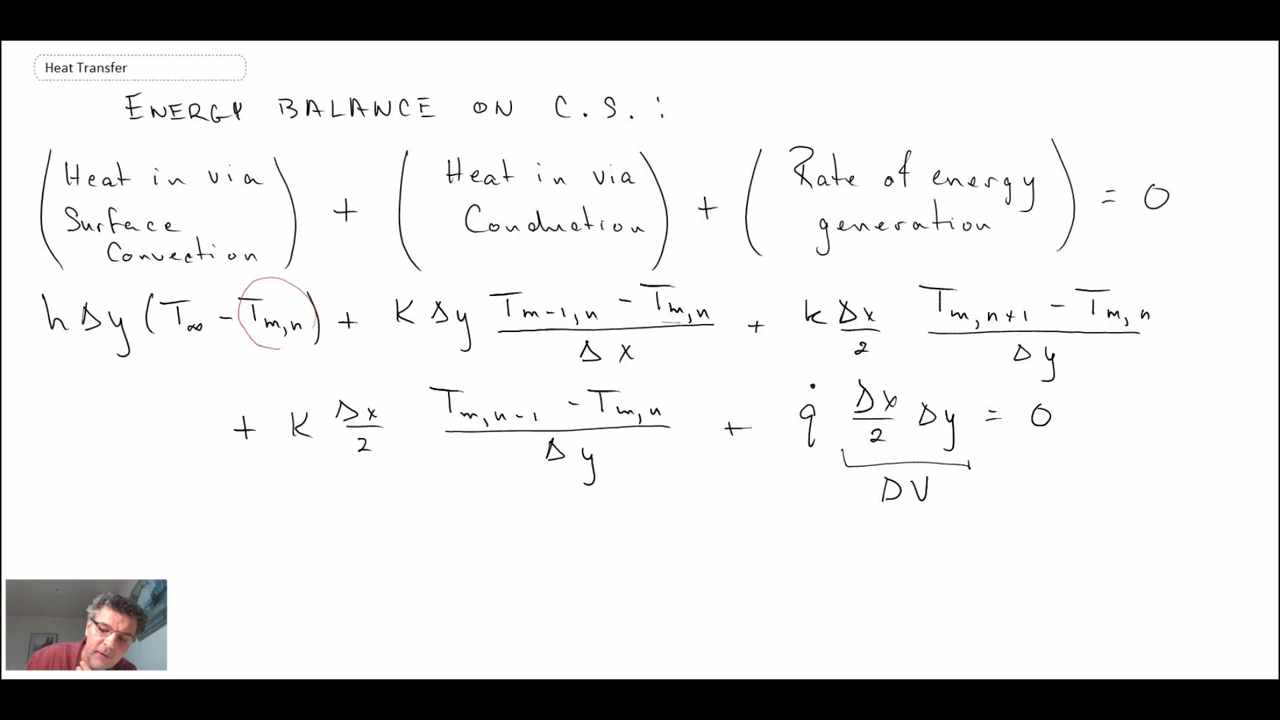 Heat Transfer
ENERGY BALANCE ON C.S.:
(Heat in via Surface Convection) + (Heat in via Conduction) + (Rate of energy generation) = 0
hΔy (T∞ - Tm,n) + K Δy (Tm-1,n - Tm,n)/Δx + k Δx/2 (Tm,n+1 - Tm,n)/Δy
+ K Δx/2 (Tm,n-1 - Tm,n)/Δy + q̇ Δx/2 Δy = 0
DV